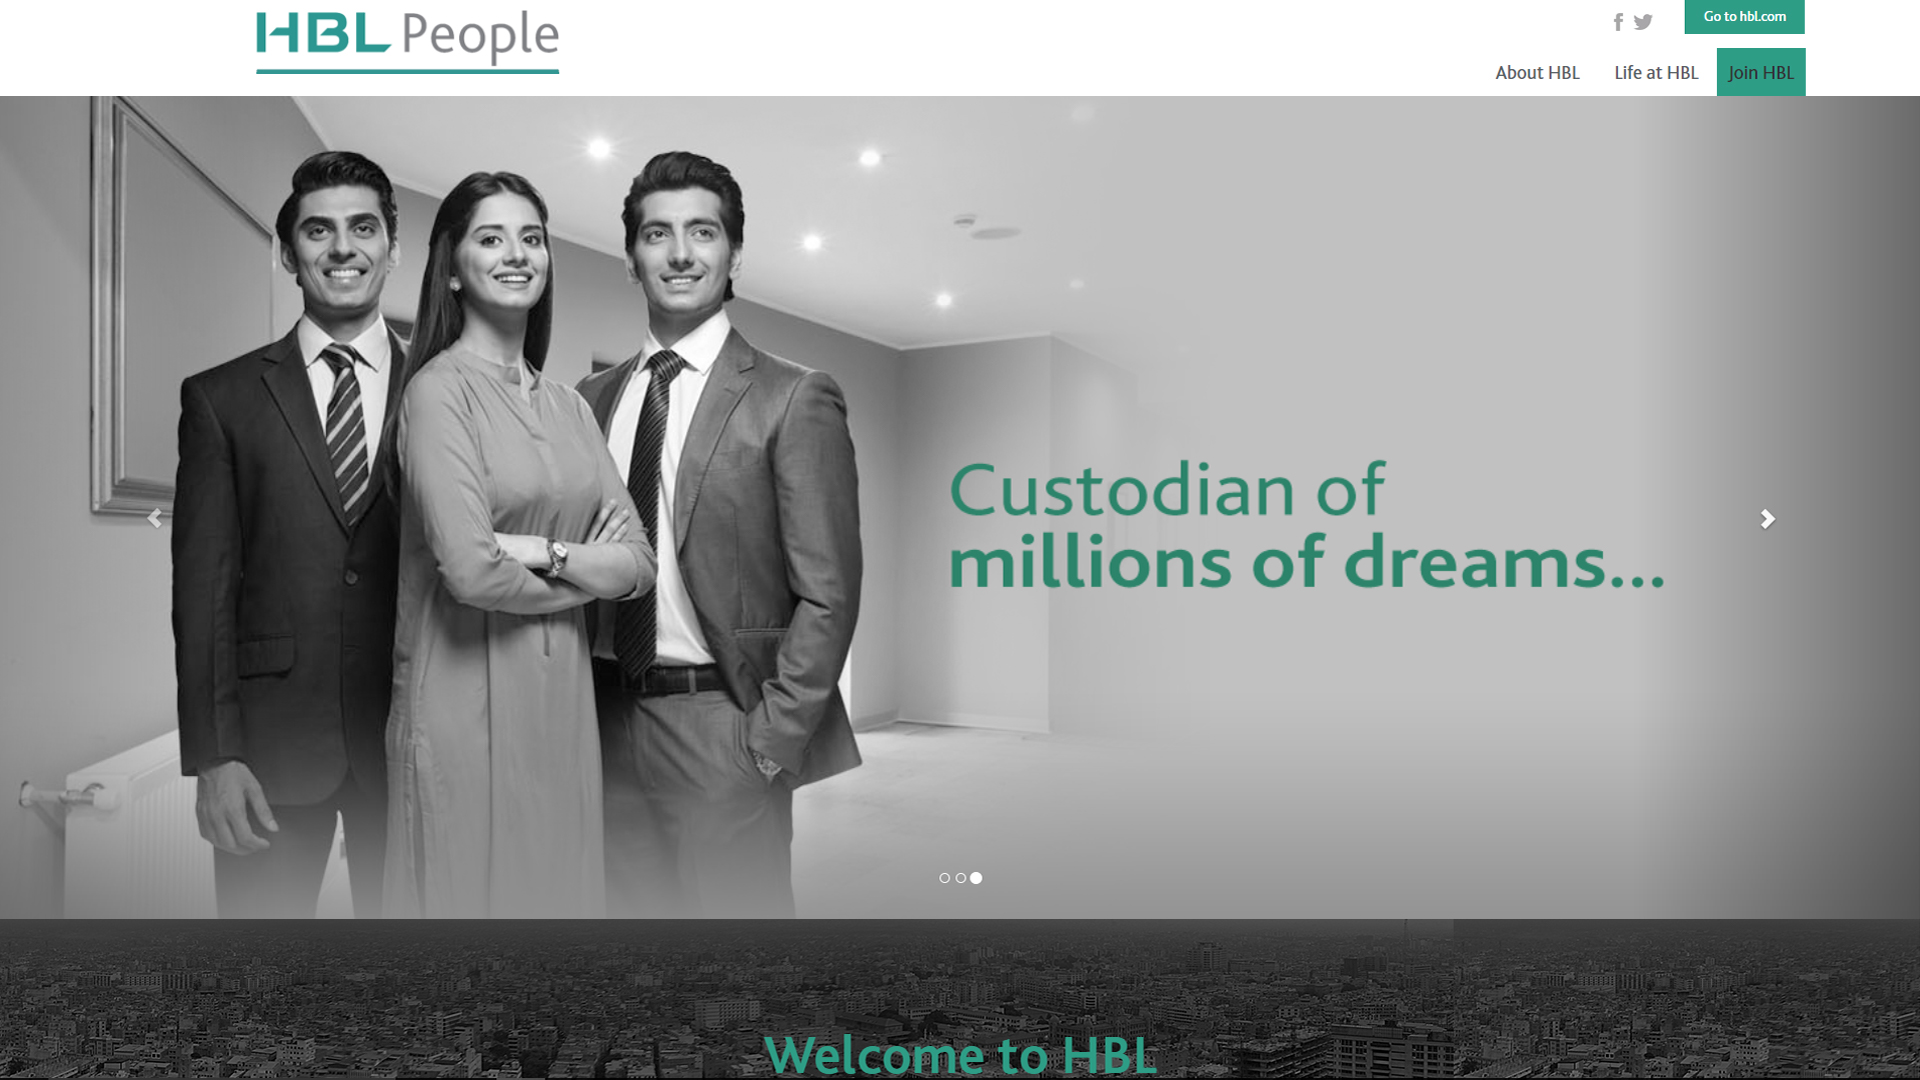 HBL People
Go to hbl.com
About HBL
Life at HBL
Join HBL
Custodian of
millions of dreams...
Welcome to HBL